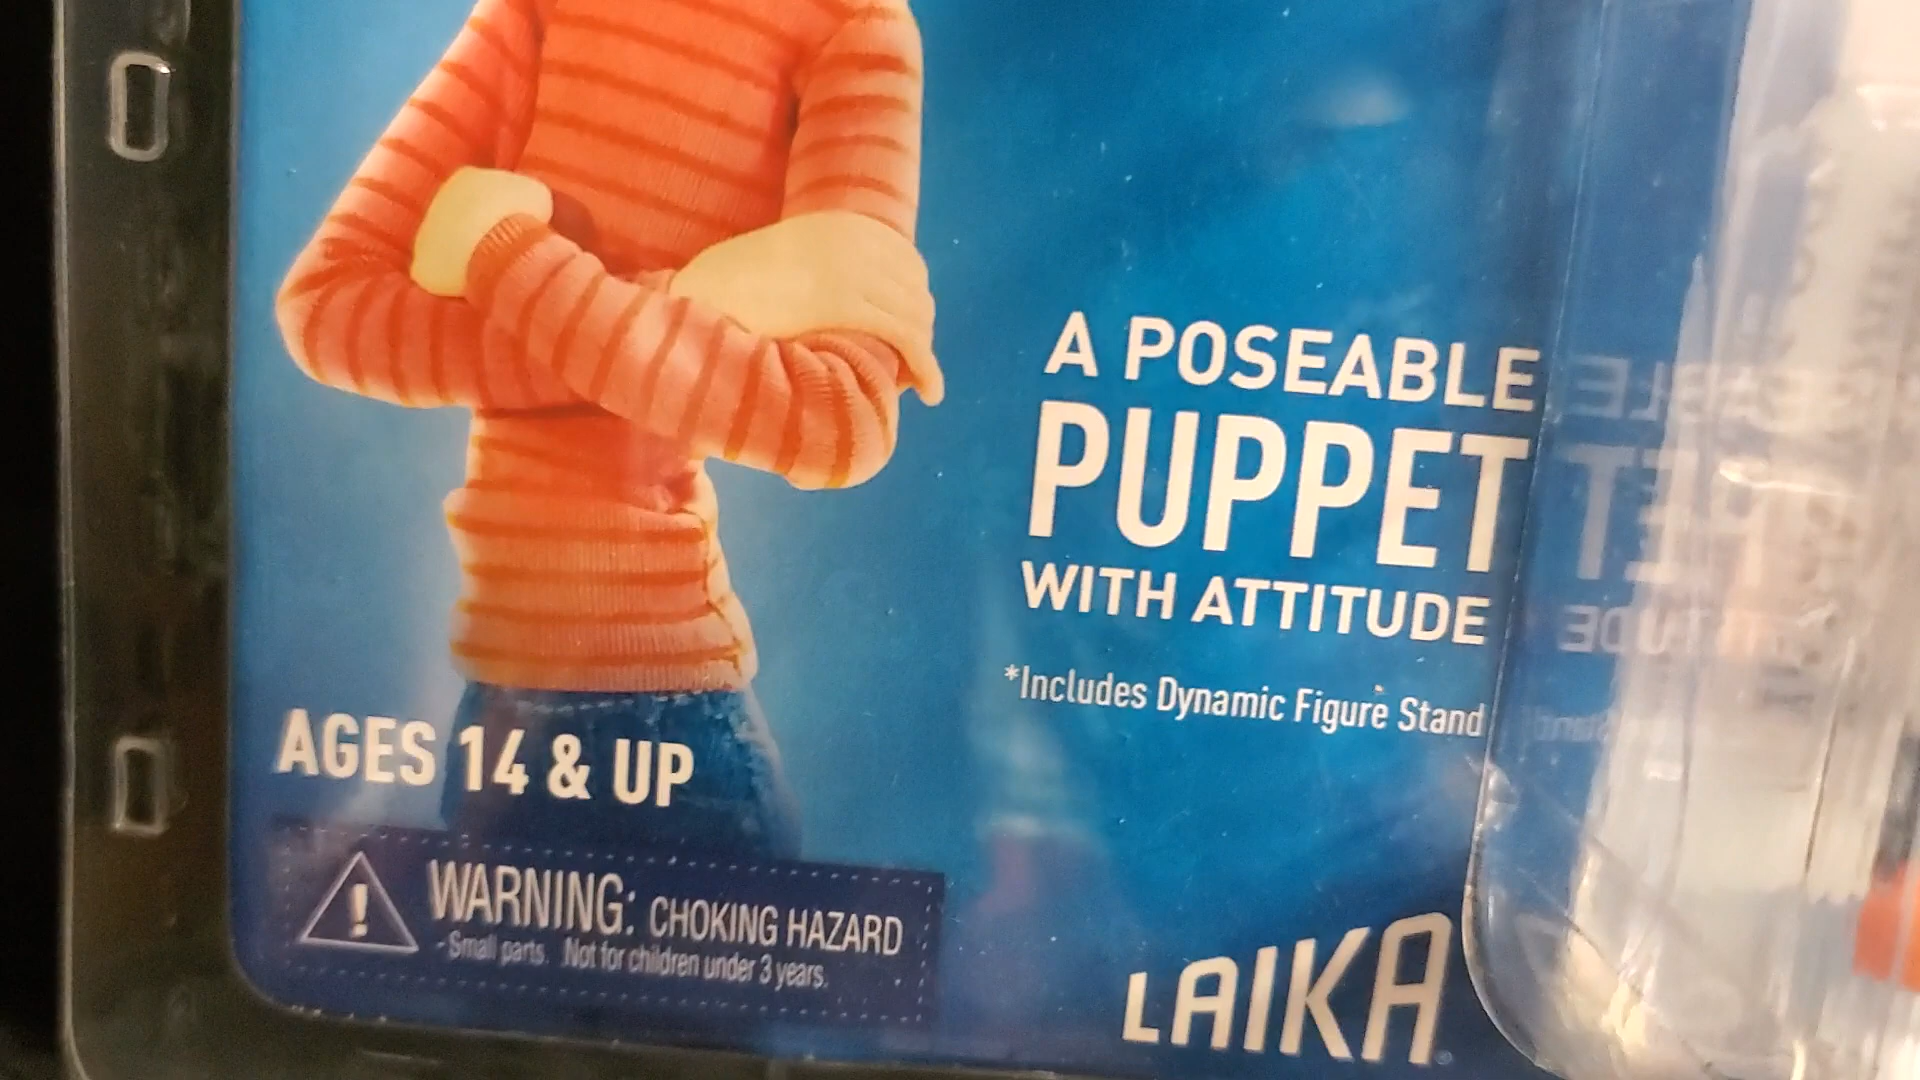 A POSEABLE
PUPPET
WITH ATTITUDE
*Includes Dynamic Figure Stand
AGES 14 & UP
WARNING: CHOKING HAZARD
- Small parts. Not for children under 3 years.
LAIKA